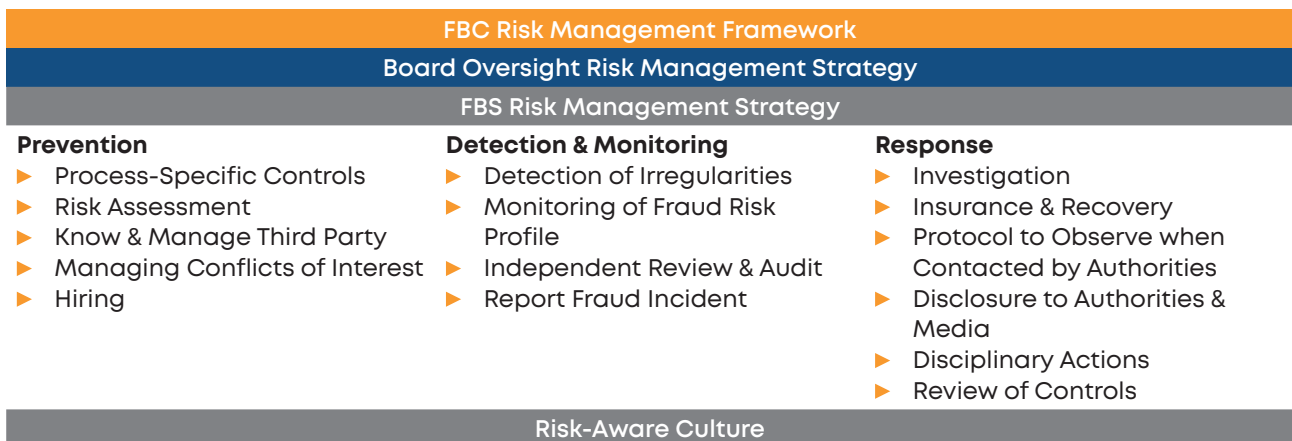 FBC Risk Management Framework
Board Oversight Risk Management Strategy
FBS Risk Management Strategy
Prevention
► Process-Specific Controls
► Risk Assessment
► Know & Manage Third Party
► Managing Conflicts of Interest
► Hiring
Detection & Monitoring
► Detection of Irregularities
► Monitoring of Fraud Risk
Profile
► Independent Review & Audit
► Report Fraud Incident
Response
► Investigation
► Insurance & Recovery
► Protocol to Observe when
Contacted by Authorities
► Disclosure to Authorities &
Media
► Disciplinary Actions
► Review of Controls
Risk-Aware Culture